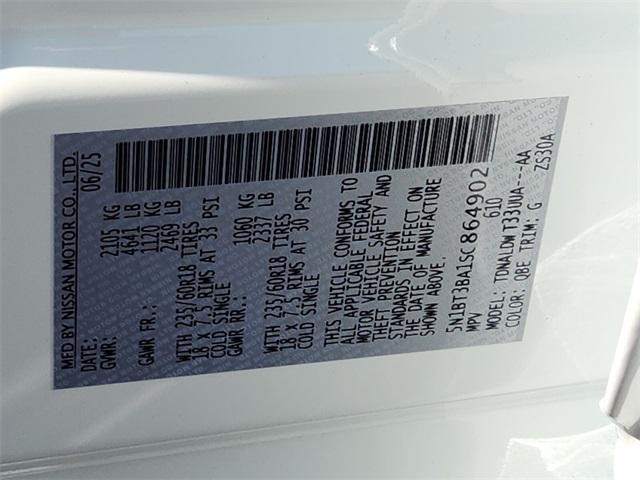 MFD BY NISSAN MOTOR CO., LTD.
DATE: 06/25
GVWR: 2105 KG
4641 LB
GAWR FR.: 1120 KG
2469 LB
WITH 235/60R18 TIRES
18 X 7.5 RIMS AT 33 PSI
COLD SINGLE
GAWR RR.: 1060 KG
2337 LB
WITH 235/60R18 TIRES
18 X 7.5 RIMS AT 30 PSI
COLD SINGLE
THIS VEHICLE CONFORMS TO
ALL APPLICABLE FEDERAL
MOTOR VEHICLE SAFETY AND
THEFT PREVENTION
STANDARDS IN EFFECT ON
THE DATE OF MANUFACTURE
SHOWN ABOVE.
5N1BT3BA1SC864902
MPV 610
MODEL: TDNALDWT33UUA---AA
COLOR: QBE TRIM: G ZS30A